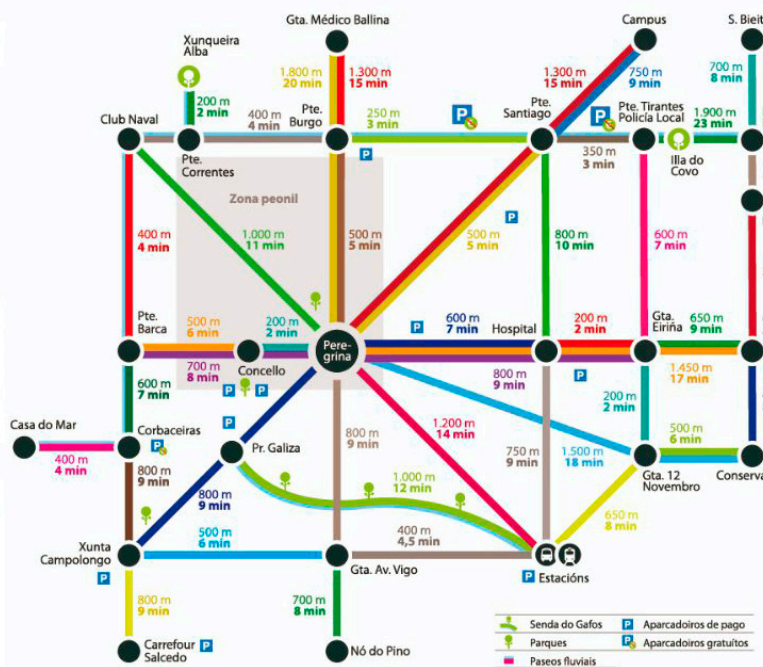 Gta. Médico Ballina
Campus
S. Bieit
Xunqueira
Alba
1.800 m
20 min
1.300 m
15 min
1.300 m
15 min
750 m
9 min
700 m
8 min
200 m
2 min
400 m
4 min
Pte.
Burgo
250 m
3 min
P
Pte.
Santiago
P
Pte. Tirantes
Policía Local
1.900 m
23 min
Club Naval
Pte.
Correntes
P
350 m
3 min
Illa do
Covo
Zona peonil
400 m
4 min
1.000 m
11 min
500 m
5 min
500 m
5 min
P
800 m
10 min
600 m
7 min
Pte.
Barca
500 m
6 min
200 m
2 min
P
600 m
7 min
Hospital
200 m
2 min
Gta.
Eiriña
650 m
9 min
Pere-
grina
700 m
8 min
Concello
800 m
9 min
P
1.450 m
17 min
P
P
600 m
7 min
200 m
2 min
Casa do Mar
Corbaceiras
P
P
Pr. Galiza
800 m
9 min
1.200 m
14 min
750 m
9 min
1.500 m
18 min
500 m
6 min
400 m
4 min
800 m
9 min
800 m
9 min
1.000 m
12 min
Gta. 12
Novembro
Conserva
650 m
8 min
500 m
6 min
400 m
4,5 min
Xunta
Campolongo
P
Gta. Av. Vigo
P
Estacións
800 m
9 min
700 m
8 min
Senda do Gafos
P
Aparcadoiros de pago
Parques
P
Aparcadoiros gratuítos
Carrefour
Salcedo
P
Nó do Pino
Paseos fluviais